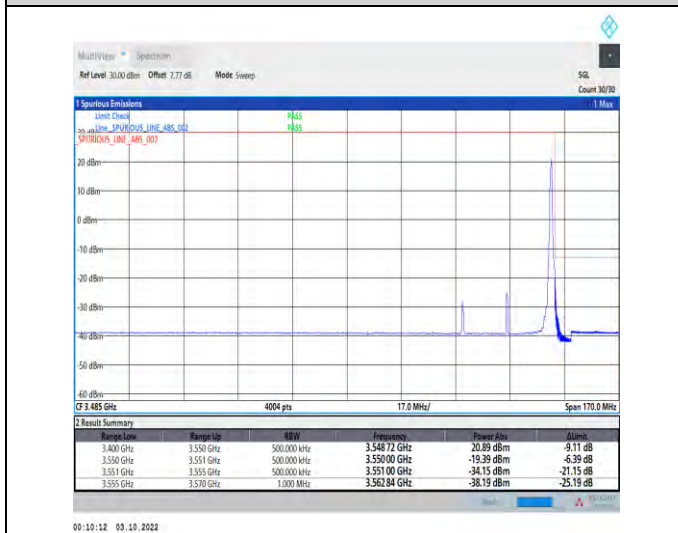 MultiView Spectrum
Ref Level 30.00 dBm Offset 7.77 dB Mode Sweep SGL
Count 30/30
1 Spurious Emissions 1 Max
Limit Check PASS
Line _SPURIOUS_LINE_ABS_002 PASS
_SPURIOUS_LINE_ABS_002
20 dBm
10 dBm
0 dBm
-10 dBm
-20 dBm
-30 dBm
-40 dBm
-50 dBm
-60 dBm
CF 3.485 GHz 4004 pts 17.0 MHz/ Span 170.0 MHz
2 Result Summary
Range Low Range Up RBW Frequency Power Abs ΔLimit
3.400 GHz 3.550 GHz 500.000 kHz 3.548 72 GHz 20.89 dBm -9.11 dB
3.550 GHz 3.551 GHz 500.000 kHz 3.550 00 GHz -19.39 dBm -6.39 dB
3.551 GHz 3.555 GHz 500.000 kHz 3.551 00 GHz -34.15 dBm -21.15 dB
3.555 GHz 3.570 GHz 1.000 MHz 3.562 84 GHz -38.19 dBm -25.19 dB
00:10:12 03.10.2022